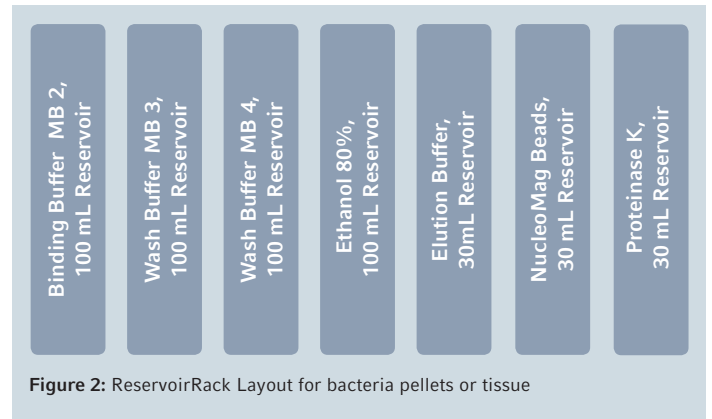 Binding Buffer MB 2,
100 mL Reservoir
Wash Buffer MB 3,
100 mL Reservoir
Wash Buffer MB 4,
100 mL Reservoir
Ethanol 80%,
100 mL Reservoir
Elution Buffer,
30mL Reservoir
NucleoMag Beads,
30 mL Reservoir
Proteinase K,
30 mL Reservoir
Figure 2: ReservoirRack Layout for bacteria pellets or tissue